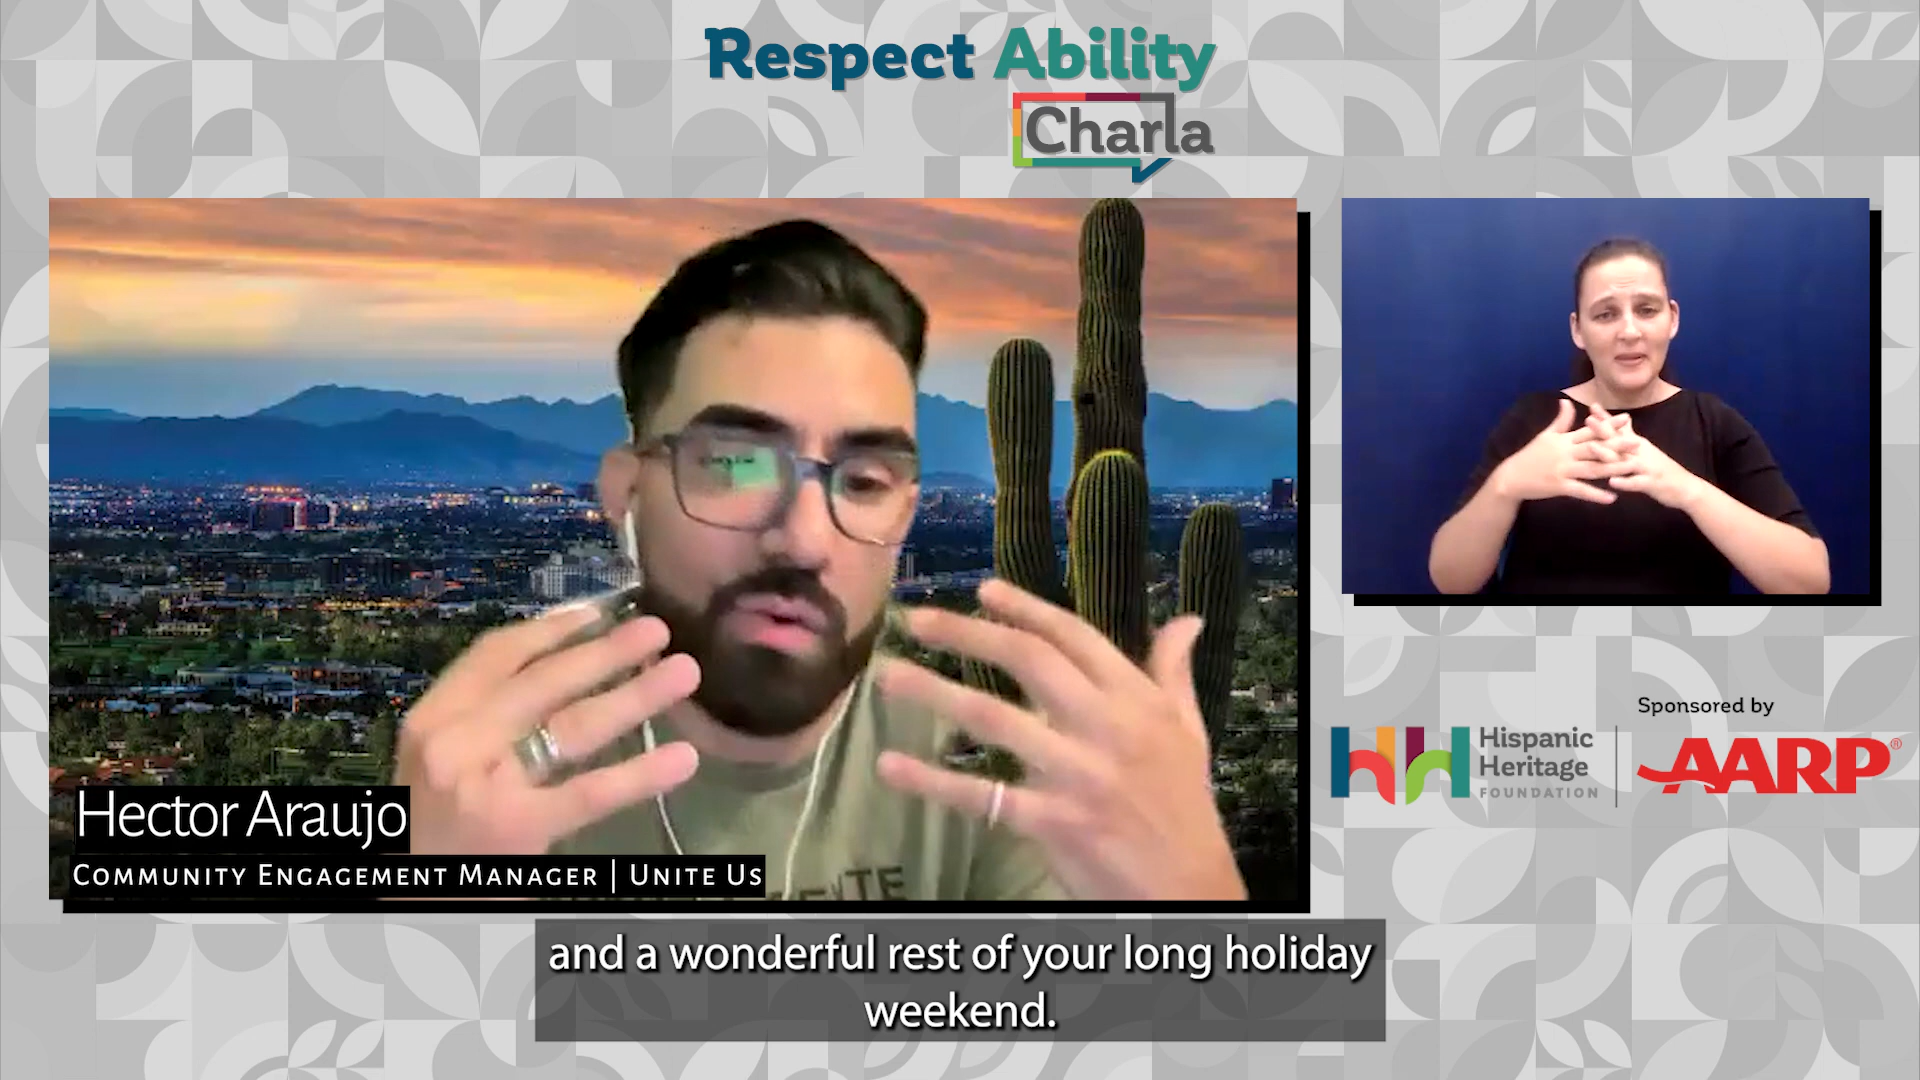 Respect Ability
Charla
Sponsored by
Hispanic
Heritage
FOUNDATION
AARP®
Hector Araujo
COMMUNITY ENGAGEMENT MANAGER | UNITE US
and a wonderful rest of your long holiday
weekend.